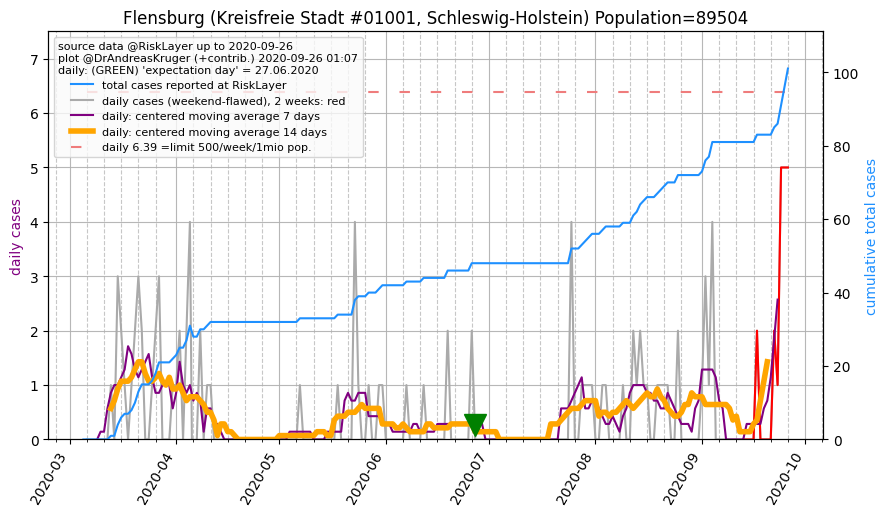 Flensburg (Kreisfreie Stadt #01001, Schleswig-Holstein) Population=89504
source data @RiskLayer up to 2020-09-26
plot @DrAndreasKruger (+contrib.) 2020-09-26 01:07
daily: (GREEN) 'expectation day' = 27.06.2020
total cases reported at RiskLayer
daily cases (weekend-flawed), 2 weeks: red
daily: centered moving average 7 days
daily: centered moving average 14 days
daily 6.39 =limit 500/week/1mio pop.
daily cases
7
6
5
4
3
2
1
0
cumulative total cases
100
80
60
40
20
0
2020-03
2020-04
2020-05
2020-06
2020-07
2020-08
2020-09
2020-10